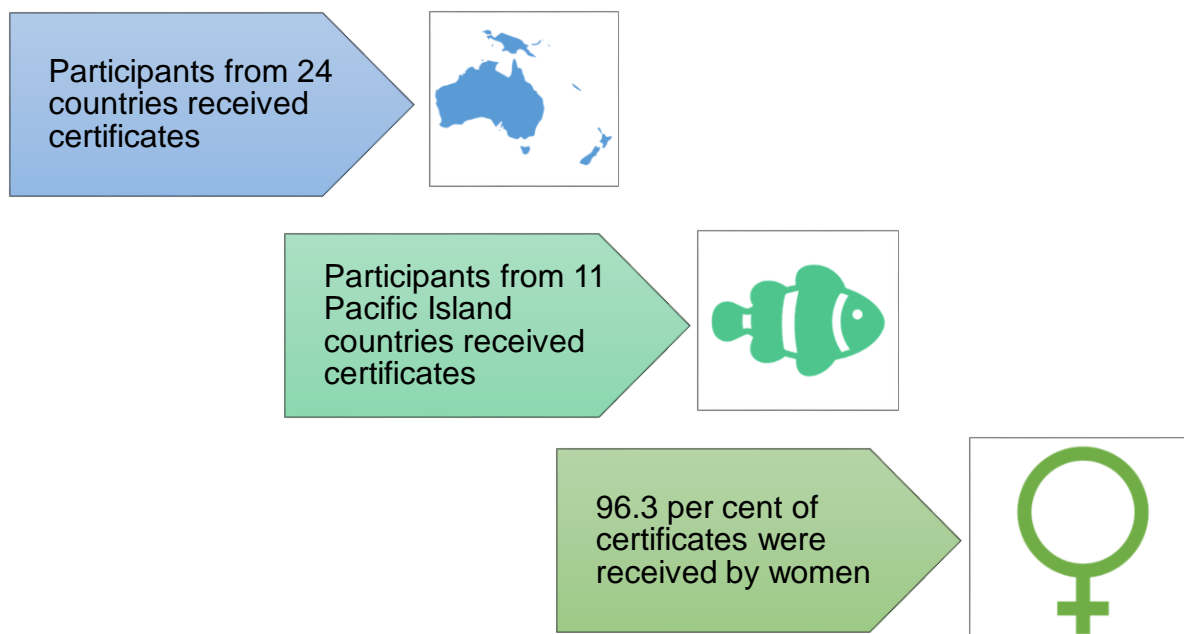 Participants from 24
countries received
certificates
Participants from 11
Pacific Island
countries received
certificates
96.3 per cent of
certificates were
received by women